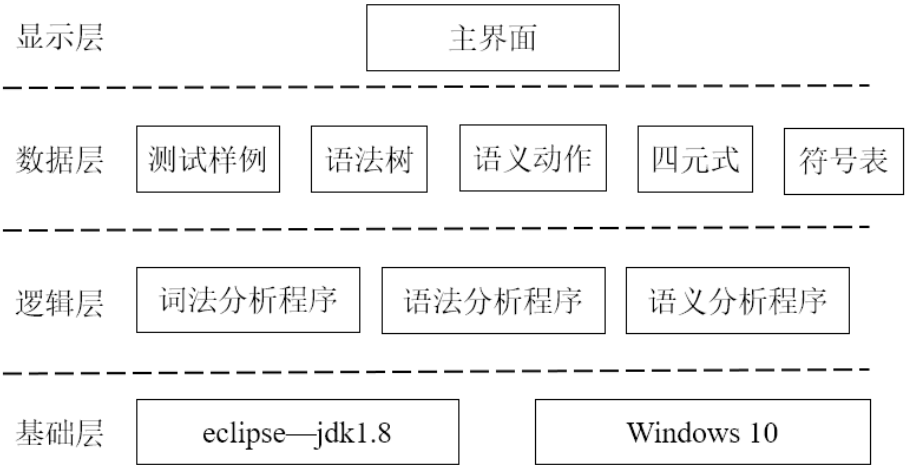 显示层 主界面
数据层 测试样例 语法树 语义动作 四元式 符号表
逻辑层 词法分析程序 语法分析程序 语义分析程序
基础层 eclipse—jdk1.8 Windows 10